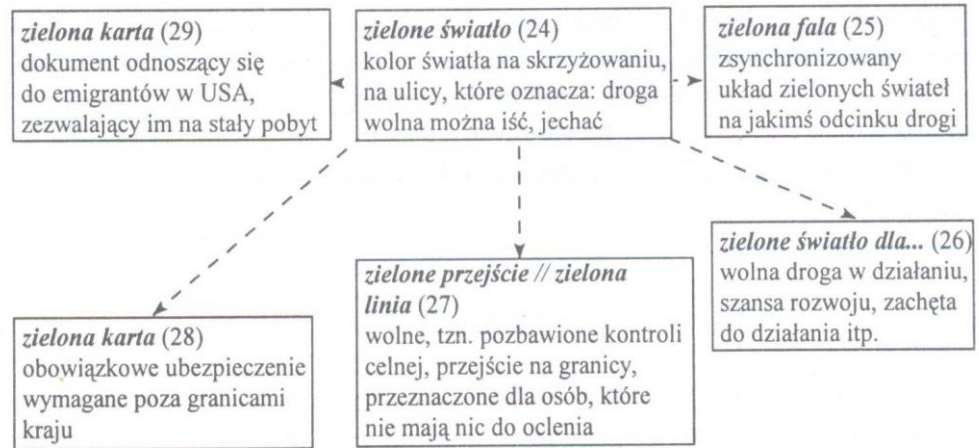 zielona karta (29)
dokument odnoszący się
do emigrantów w USA,
zezwalający im na stały pobyt
zielone światło (24)
kolor światła na skrzyżowaniu,
na ulicy, które oznacza: droga
wolna można iść, jechać
zielona fala (25)
zsynchronizowany
układ zielonych świateł
na jakimś odcinku drogi
zielona karta (28)
obowiązkowe ubezpieczenie
wymagane poza granicami
kraju
zielone przejście // zielona
linia (27)
wolne, tzn. pozbawione kontroli
celnej, przejście na granicy,
przeznaczone dla osób, które
nie mają nic do oclenia
zielone światło dla... (26)
wolna droga w działaniu,
szansa rozwoju, zachęta
do działania itp.